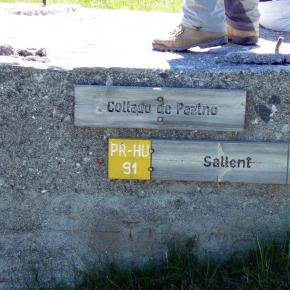 Collado de Pazino
PR-HU
91
Sallent